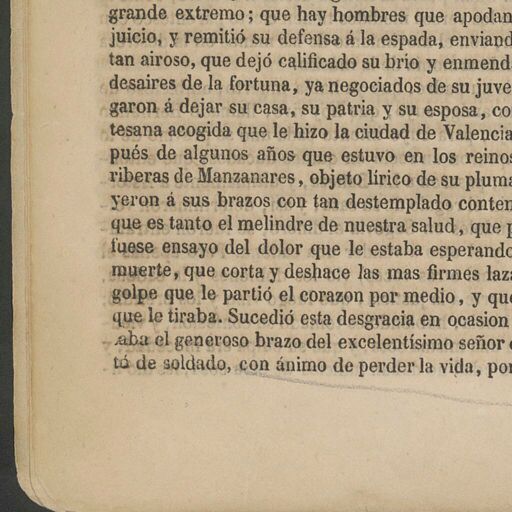 grande extremo; que hay hombres que apodan
juicio, y remitió su defensa á la espada, enviand
tan airoso, que dejó calificado su brio y enmend
desaires de la fortuna, ya negociados de su juve
garon á dejar su casa, su patria y su esposa, co
tesana acogida que le hizo la ciudad de Valencia
pués de algunos años que estuvo en los reinos
riberas de Manzanares, objeto lírico de su pluma
yeron á sus brazos con tan destemplado conten
que es tanto el melindre de nuestra salud, que p
fuese ensayo del dolor que le estaba esperando
muerte, que corta y deshace las mas firmes laza
golpe que le partió el corazon por medio, y que
que le tiraba. Sucedió esta desgracia en ocasion
aba el generoso brazo del excelentísimo señor
tó de soldado, con ánimo de perder la vida, por